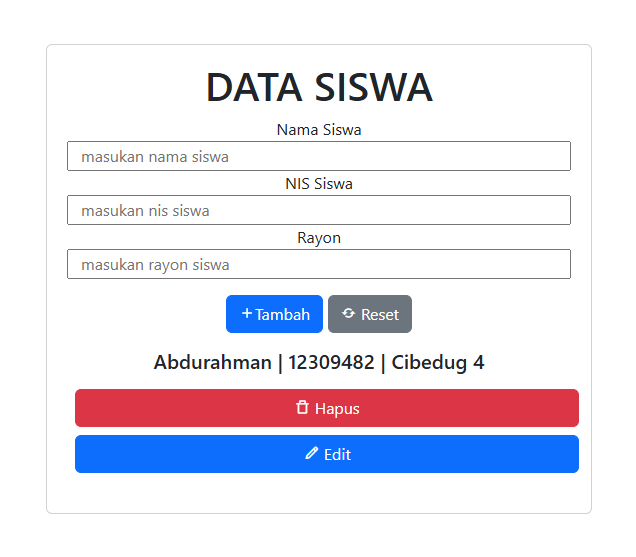 DATA SISWA
Nama Siswa
masukan nama siswa
NIS Siswa
masukan nis siswa
Rayon
masukan rayon siswa
+Tambah Reset
Abdurahman | 12309482 | Cibedug 4
Hapus
Edit